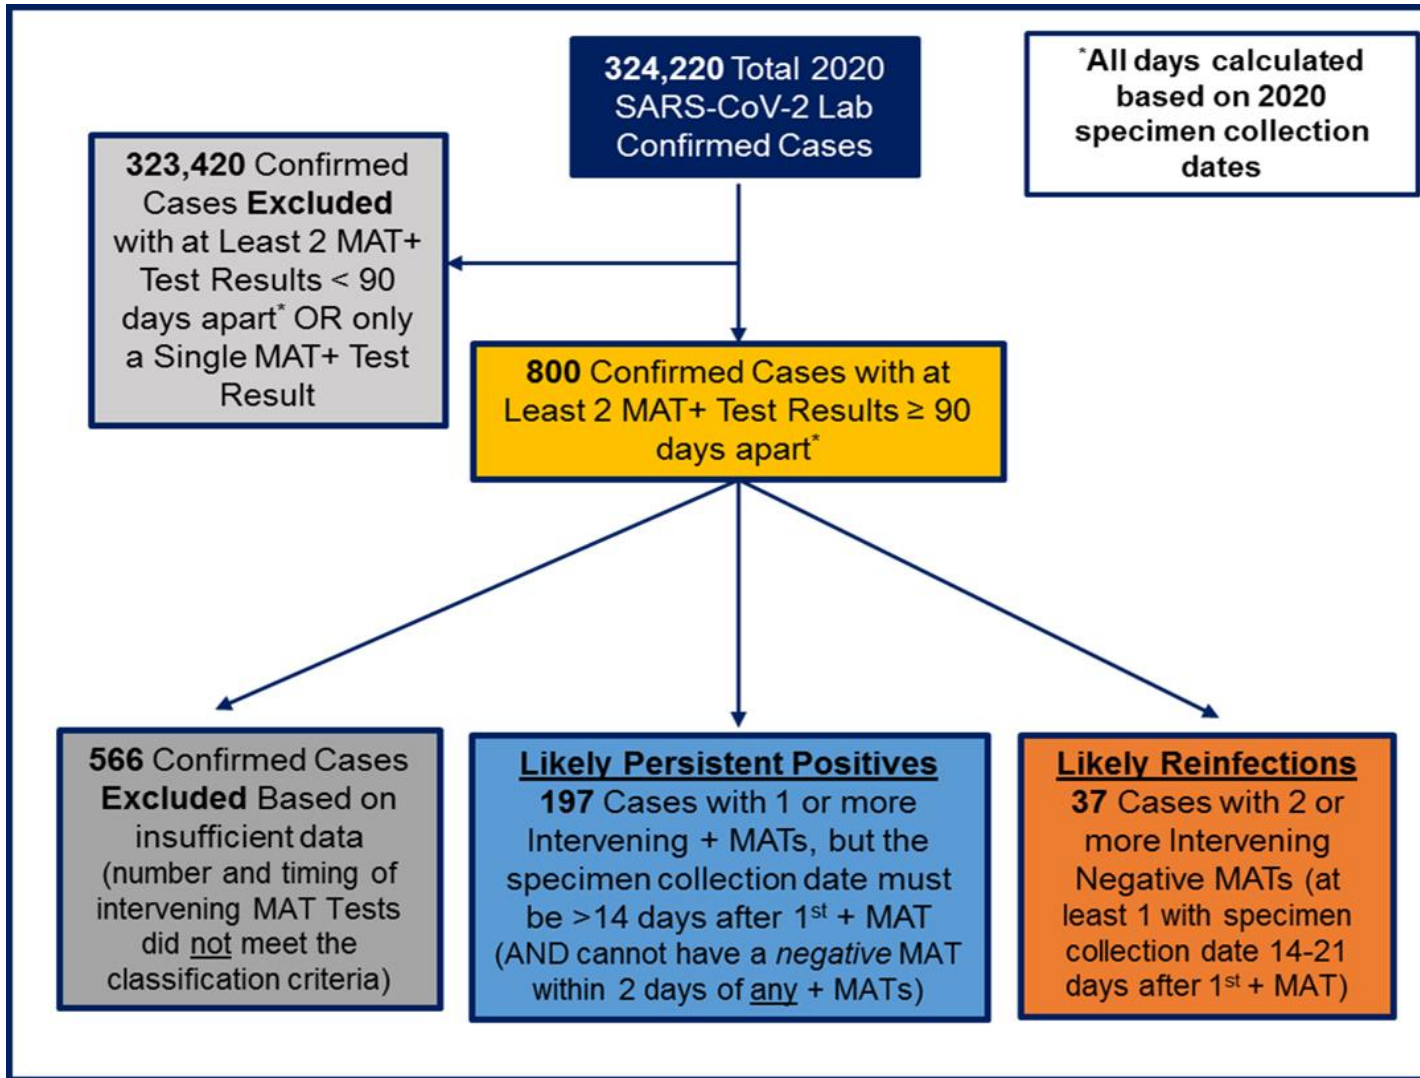 324,220 Total 2020
SARS-CoV-2 Lab
Confirmed Cases
*All days calculated
based on 2020
specimen collection
dates
323,420 Confirmed
Cases Excluded
with at Least 2 MAT+
Test Results < 90
days apart* OR only
a Single MAT+ Test
Result
800 Confirmed Cases with at
Least 2 MAT+ Test Results ≥ 90
days apart*
566 Confirmed Cases
Excluded Based on
insufficient data
(number and timing of
intervening MAT Tests
did not meet the
classification criteria)
Likely Persistent Positives
197 Cases with 1 or more
Intervening + MATs, but the
specimen collection date must
be >14 days after 1st + MAT
(AND cannot have a negative MAT
within 2 days of any + MATs)
Likely Reinfections
37 Cases with 2 or
more Intervening
Negative MATs (at
least 1 with specimen
collection date 14-21
days after 1st + MAT)